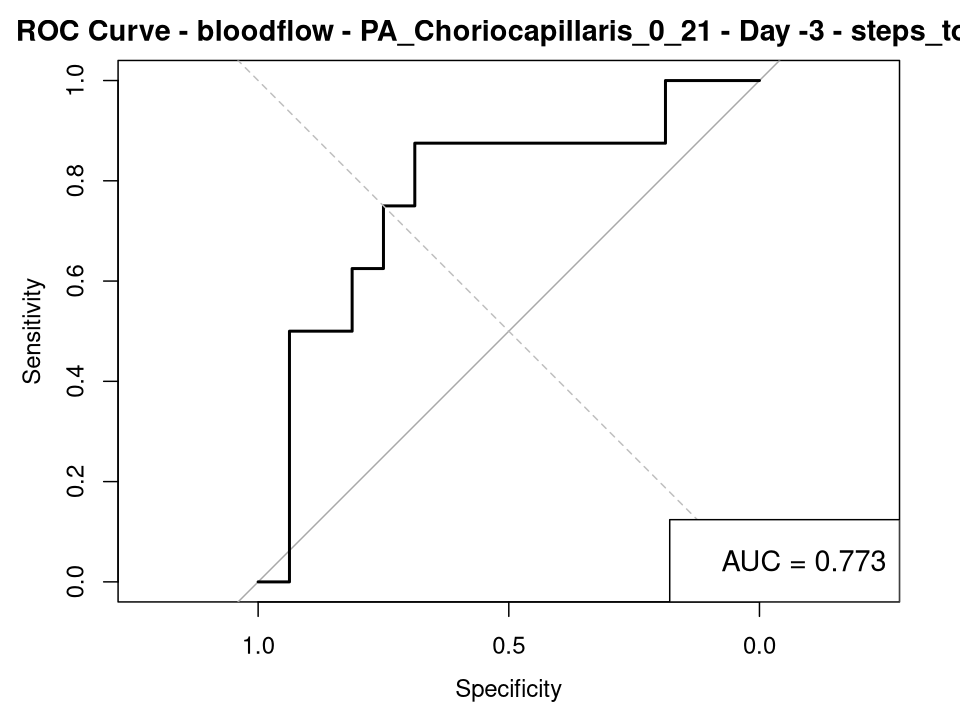 ROC Curve - bloodflow - PA_Choriocapillaris_0_21 - Day -3 - steps_to
1.0
0.8
0.6
0.4
0.2
0.0
Sensitivity
AUC = 0.773
1.0 0.5 0.0
Specificity